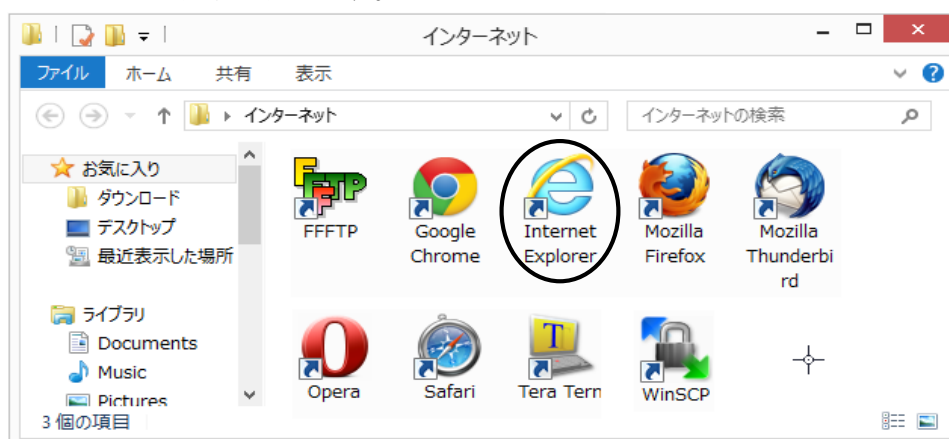 インターネット
ファイル ホーム 共有 表示
インターネット インターネットの検索
お気に入り
ダウンロード
デスクトップ
最近表示した場所
ライブラリ
Documents
Music
Pictures
FFFTP
Google
Chrome
Internet
Explorer
Mozilla
Firefox
Mozilla
Thunderbi
rd
Opera
Safari
Tera Tern
WinSCP
3 個の項目